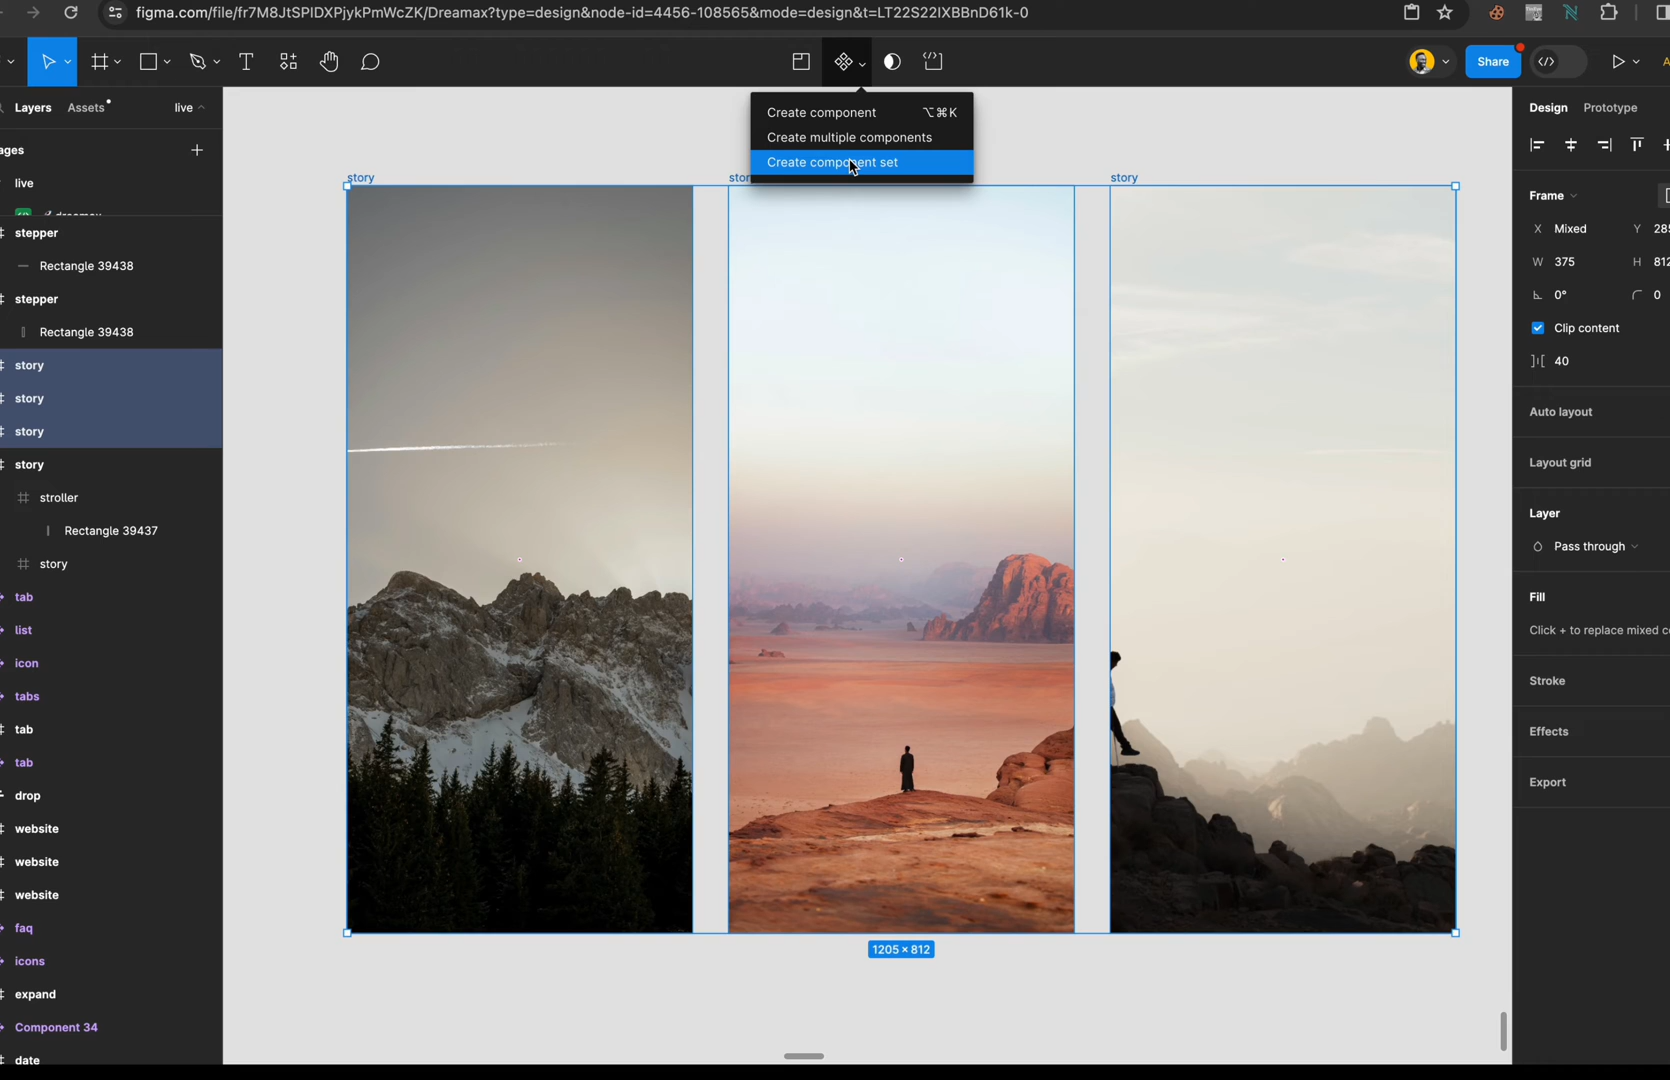 figma.com/file/fr7M8JtSPIDXPjykPmWcZK/Dreamax?type=design&node-id=4456-108565&mode=design&t=LT22S22IXBBnD61k-0
Share
Layers
Assets
live
ages
live
stepper
Rectangle 39438
stepper
Rectangle 39438
story
story
story
story
stroller
Rectangle 39437
story
tab
list
icon
tabs
tab
tab
drop
website
website
website
faq
icons
expand
Component 34
date
Create component ⌥⌘K
Create multiple components
Create component set
story
stor
story
1205 × 812
Design
Prototype
Frame
X Mixed
Y 285
W 375
H 812
0°
0
Clip content
40
Auto layout
Layout grid
Layer
Pass through
Fill
Click + to replace mixed co
Stroke
Effects
Export